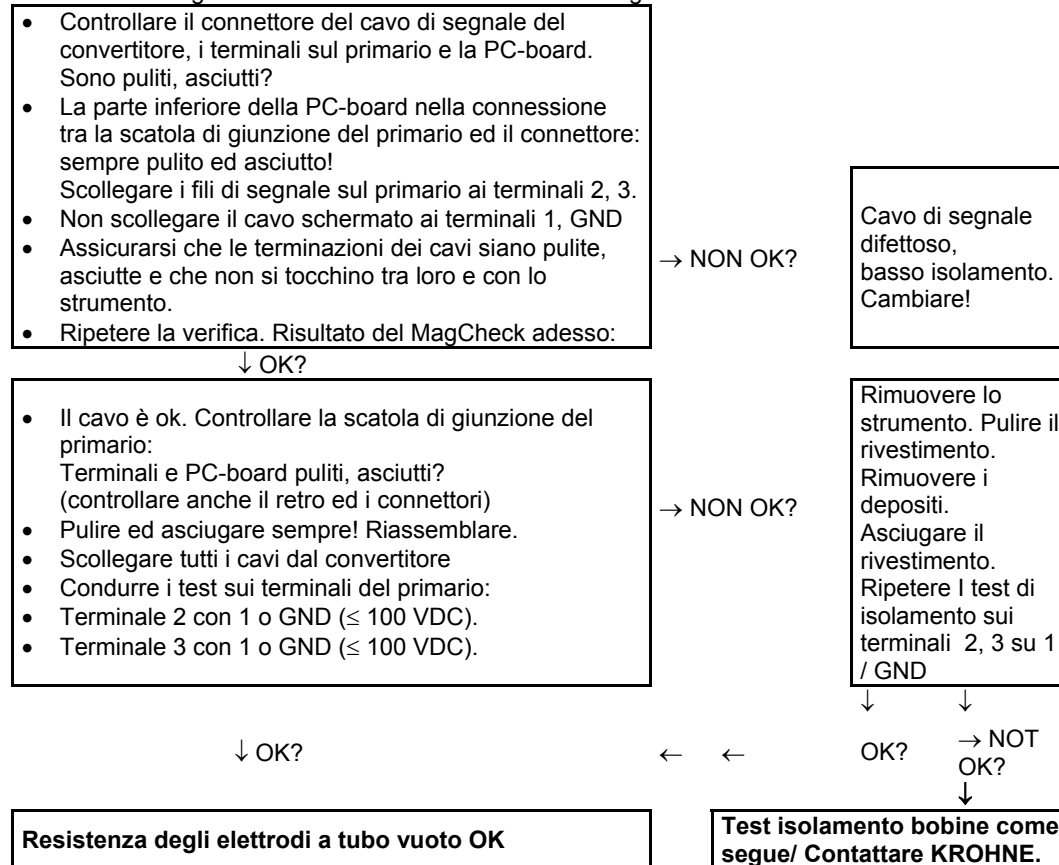 • Controllare il connettore del cavo di segnale del
convertitore, i terminali sul primario e la PC-board.
Sono puliti, asciutti?
• La parte inferiore della PC-board nella connessione
tra la scatola di giunzione del primario ed il connettore:
sempre pulito ed asciutto!
Scollegare i fili di segnale sul primario ai terminali 2, 3.
• Non scollegare il cavo schermato ai terminali 1, GND
• Assicurarsi che le terminazioni dei cavi siano pulite,
asciutte e che non si tocchino tra loro e con lo
strumento.
• Ripetere la verifica. Risultato del MagCheck adesso:
→ NON OK?
Cavo di segnale
difettoso,
basso isolamento.
Cambiare!
↓ OK?
• Il cavo è ok. Controllare la scatola di giunzione del
primario:
Terminali e PC-board puliti, asciutti?
(controllare anche il retro ed i connettori)
• Pulire ed asciugare sempre! Riassemblare.
• Scollegare tutti i cavi dal convertitore
• Condurre i test sui terminali del primario:
• Terminale 2 con 1 o GND (≤ 100 VDC).
• Terminale 3 con 1 o GND (≤ 100 VDC).
→ NON OK?
Rimuovere lo
strumento. Pulire il
rivestimento.
Rimuovere i
depositi.
Asciugare il
rivestimento.
Ripetere I test di
isolamento sui
terminali 2, 3 su 1
/ GND
↓ ↓
↓ OK?
← ←
OK?
→ NOT
OK?
↓
Resistenza degli elettrodi a tubo vuoto OK
Test isolamento bobine come
segue/ Contattare KROHNE.